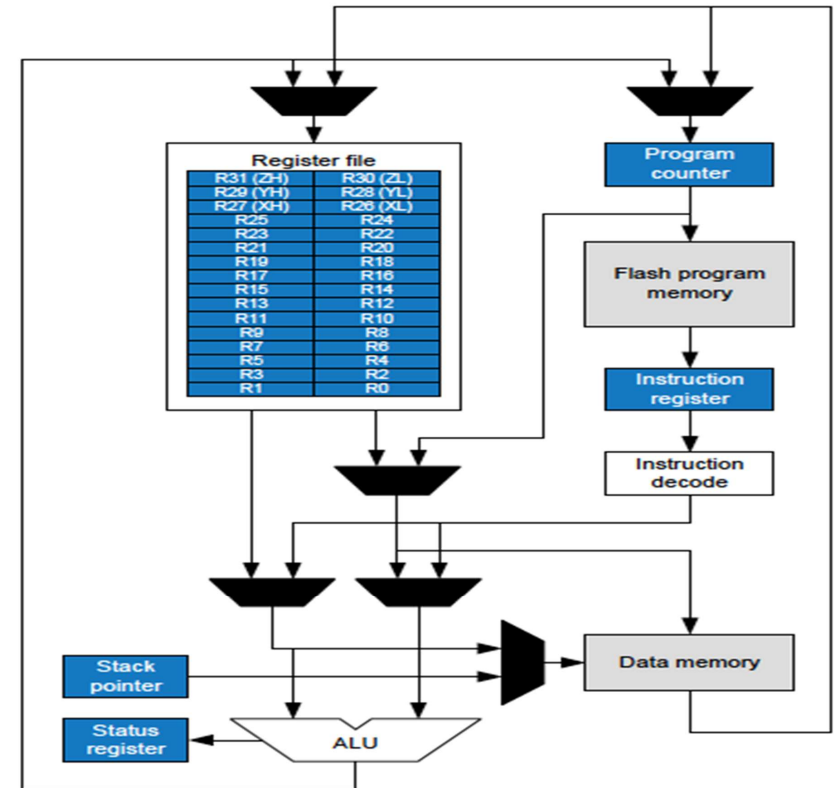 Register file
R31 (ZH) R30 (ZL)
R29 (YH) R28 (YL)
R27 (XH) R26 (XL)
R25 R24
R23 R22
R21 R20
R19 R18
R17 R16
R15 R14
R13 R12
R11 R10
R9 R8
R7 R6
R5 R4
R3 R2
R1 R0
Program
counter
Flash program
memory
Instruction
register
Instruction
decode
Stack
pointer
Data memory
Status
register
ALU